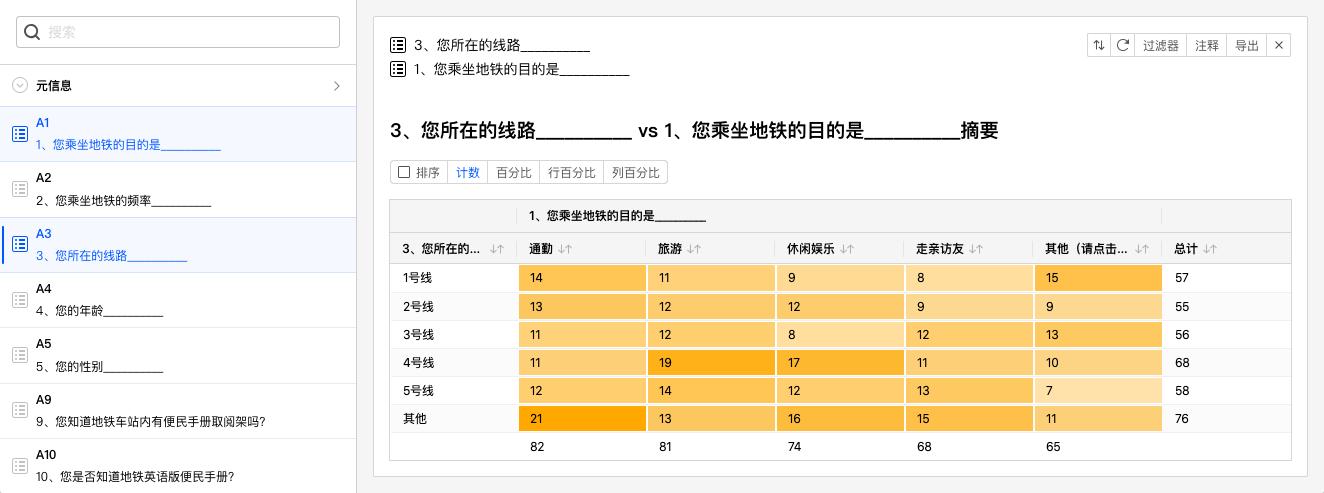 搜索
元信息
A1
1、您乘坐地铁的目的是__________
A2
2、您乘坐地铁的频率__________
A3
3、您所在的线路__________
A4
4、您的年龄__________
A5
5、您的性别__________
A9
9、您知道地铁车站内有便民手册取阅架吗?
A10
10、您是否知道地铁英语版便民手册?
3、您所在的线路__________
1、您乘坐地铁的目的是__________
过滤器 注释 导出 ×
3、您所在的线路__________ vs 1、您乘坐地铁的目的是__________摘要
排序 计数 百分比 行百分比 列百分比
1、您乘坐地铁的目的是__________
3、您所在的... 通勤 旅游 休闲娱乐 走亲访友 其他（请点击... 总计
1号线 14 11 9 8 15 57
2号线 13 12 12 9 9 55
3号线 11 12 8 12 13 56
4号线 11 19 17 11 10 68
5号线 12 14 12 13 7 58
其他 21 13 16 15 11 76
82 81 74 68 65